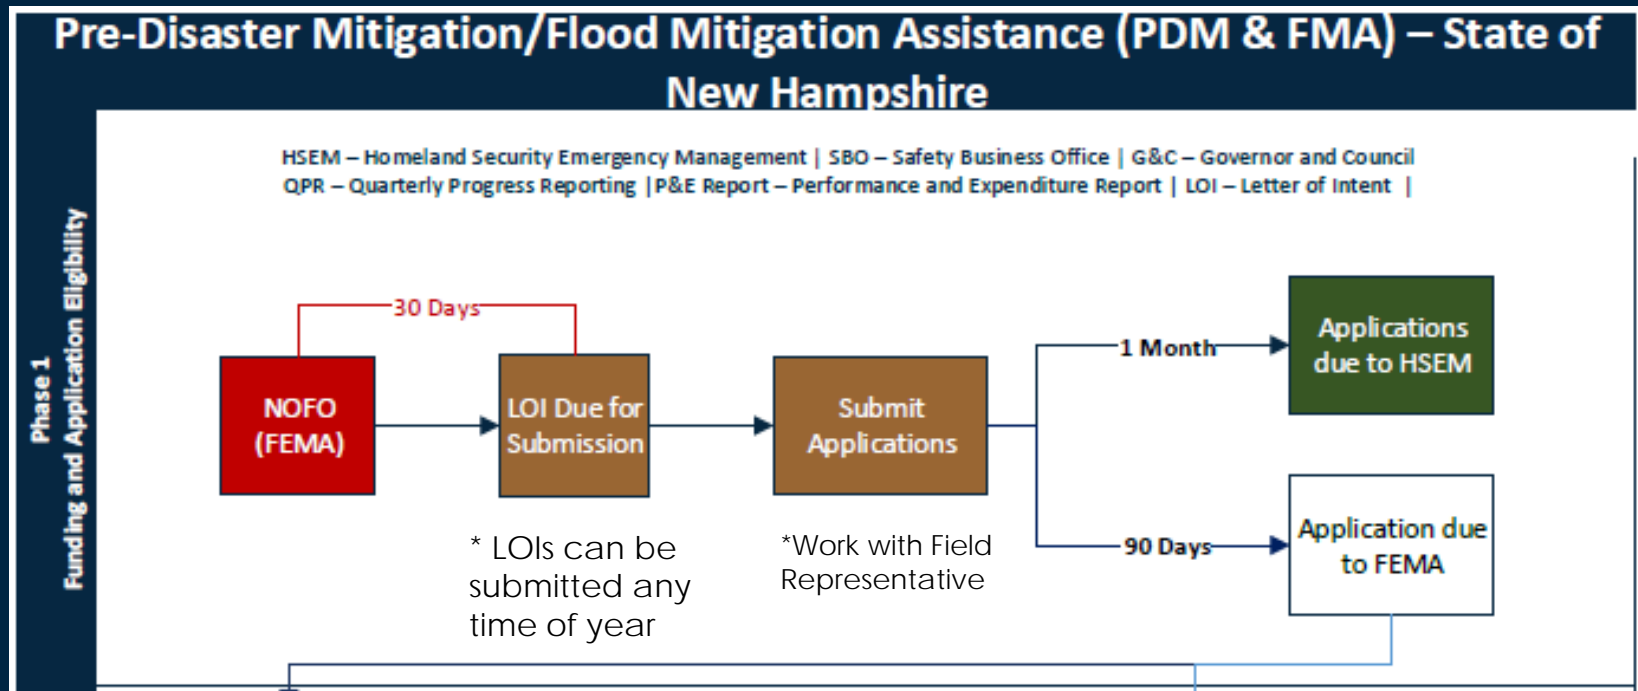 Pre-Disaster Mitigation/Flood Mitigation Assistance (PDM & FMA) – State of
New Hampshire
HSEM – Homeland Security Emergency Management | SBO – Safety Business Office | G&C – Governor and Council
QPR – Quarterly Progress Reporting |P&E Report – Performance and Expenditure Report | LOI – Letter of Intent |
Phase 1
Funding and Application Eligibility
30 Days
NOFO
(FEMA)
LOI Due for
Submission
Submit
Applications
1 Month
Applications
due to HSEM
90 Days
Application due
to FEMA
* LOIs can be
submitted any
time of year
*Work with Field
Representative